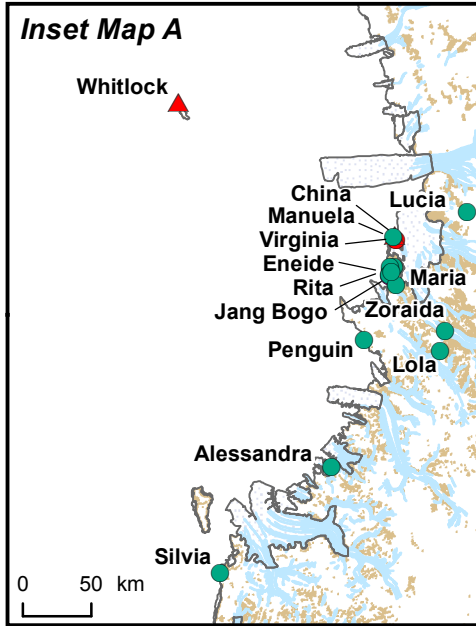 Inset Map A
Whitlock
China
Lucia
Manuela
Virginia
Eneide
Maria
Rita
Jang Bogo
Zoraida
Penguin
Lola
Alessandra
Silvia
0 50 km